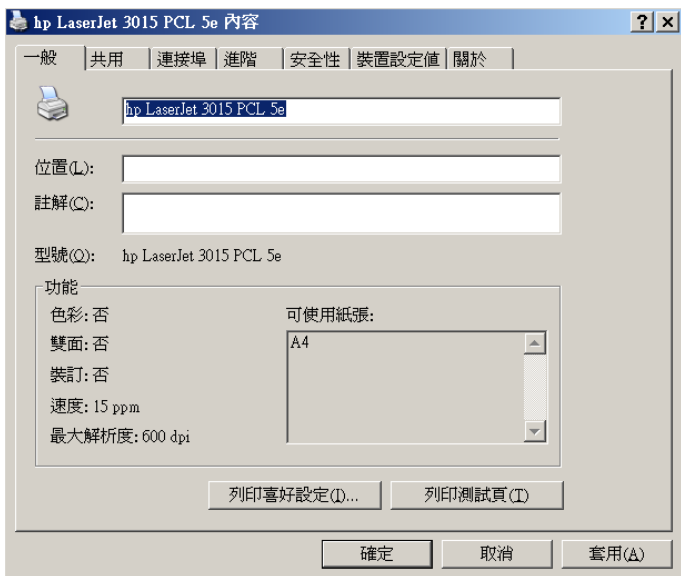 hp LaserJet 3015 PCL 5e 內容
一般 共用 連接埠 進階 安全性 裝置設定值 關於
hp LaserJet 3015 PCL 5e
位置(L):
註解(C):
型號(O): hp LaserJet 3015 PCL 5e
功能
色彩: 否 可使用紙張:
雙面: 否 A4
裝訂: 否
速度: 15 ppm
最大解析度: 600 dpi
列印喜好設定(I)... 列印測試頁(T)
確定 取消 套用(A)